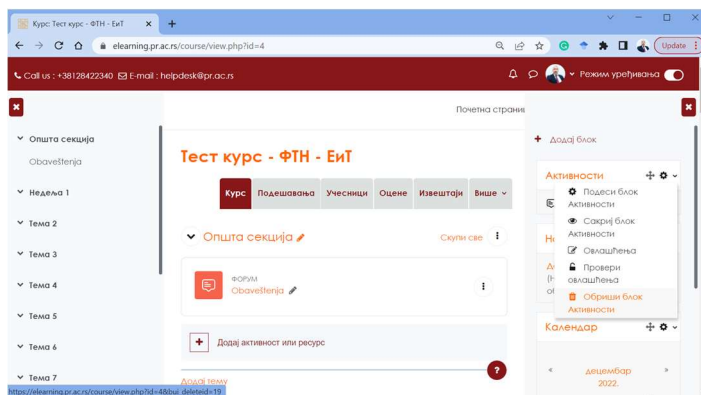 Курс: Тест курс - ФТН - ЕиТ
elearning.pr.ac.rs/course/view.php?id=4
Update
Call us : +38128422340 E-mail : helpdesk@pr.ac.rs
Режим уређивања
Почетна страниц
Општа секција
Obaveštenja
Недеља 1
Тема 2
Тема 3
Тема 4
Тема 5
Тема 6
Тема 7
Тест курс - ФТН - ЕиТ
Курс Подешавања Учесници Оцене Извештаји Више
Општа секција
Скупи све
ФОРУМ
Obaveštenja
Додај активност или ресурс
Додај тему
?
Додај блок
Активности
Подеси блок
Активности
Сакриј блок
Активности
Овлашћења
Провери
овлашћења
Обриши блок
Активности
Календар
децембар
2022.
https://elearning.pr.ac.rs/course/view.php?id=4&bui_deleteid=19